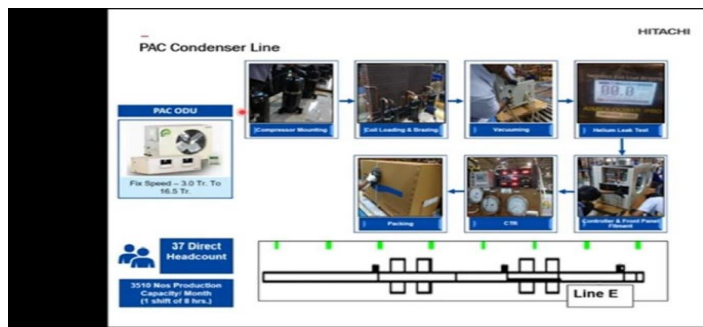 HITACHI
PAC Condenser Line
PAC ODU
Fix Speed – 3.0 Tr. To
16.5 Tr.
Compressor Mounting
Coil Loading & Brazing
Vacuuming
Helium Leak Test
Controller & Front Panel
Fitment
CTR
Packing
37 Direct
Headcount
3510 Nos Production
Capacity/ Month
(1 shift of 8 hrs.)
Line E